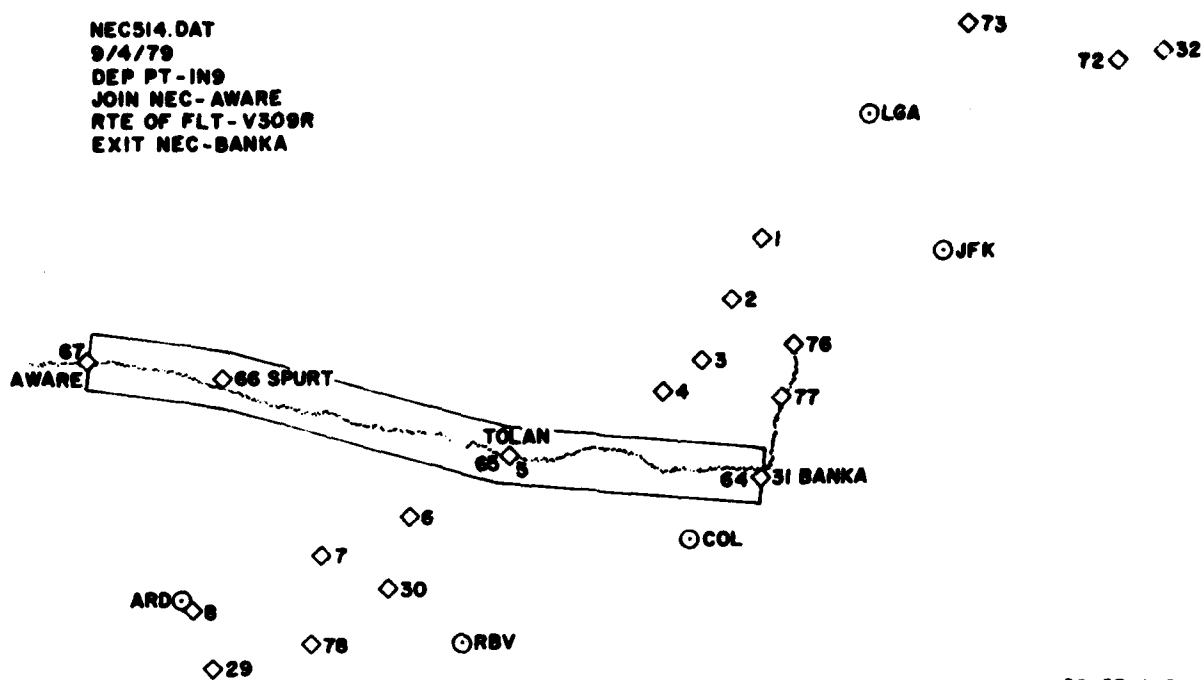 NEC514.DAT
9/4/79
DEP PT-IN9
JOIN NEC-AWARE
RTE OF FLT-V309R
EXIT NEC-BANKA
73
72
32
LGA
1
JFK
2
76
67
3
AWARE
66 SPURT
4
77
TOLAN
65
5
64
31 BANKA
6
COL
7
30
ARD
8
78
RBV
29